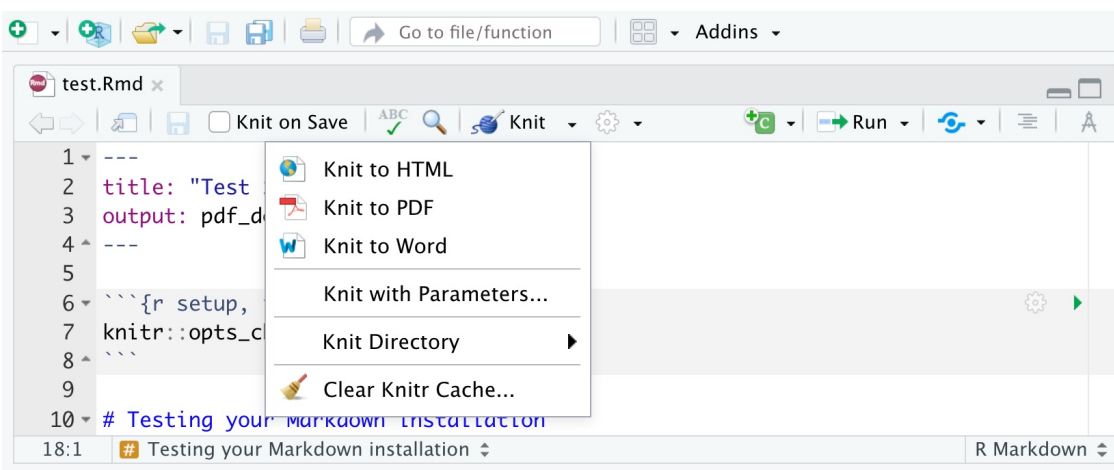 Go to file/function Addins
Rmd test.Rmd
Knit on Save ABC Knit C Run
1 ---
2 title: "Test
3 output: pdf_d
4 ---
5
6 ```{r setup,
7 knitr::opts_c
8 ```
9
10 # Testing your Markdown installation
Knit to HTML
Knit to PDF
W Knit to Word
Knit with Parameters...
Knit Directory
Clear Knitr Cache...
18:1 # Testing your Markdown installation R Markdown